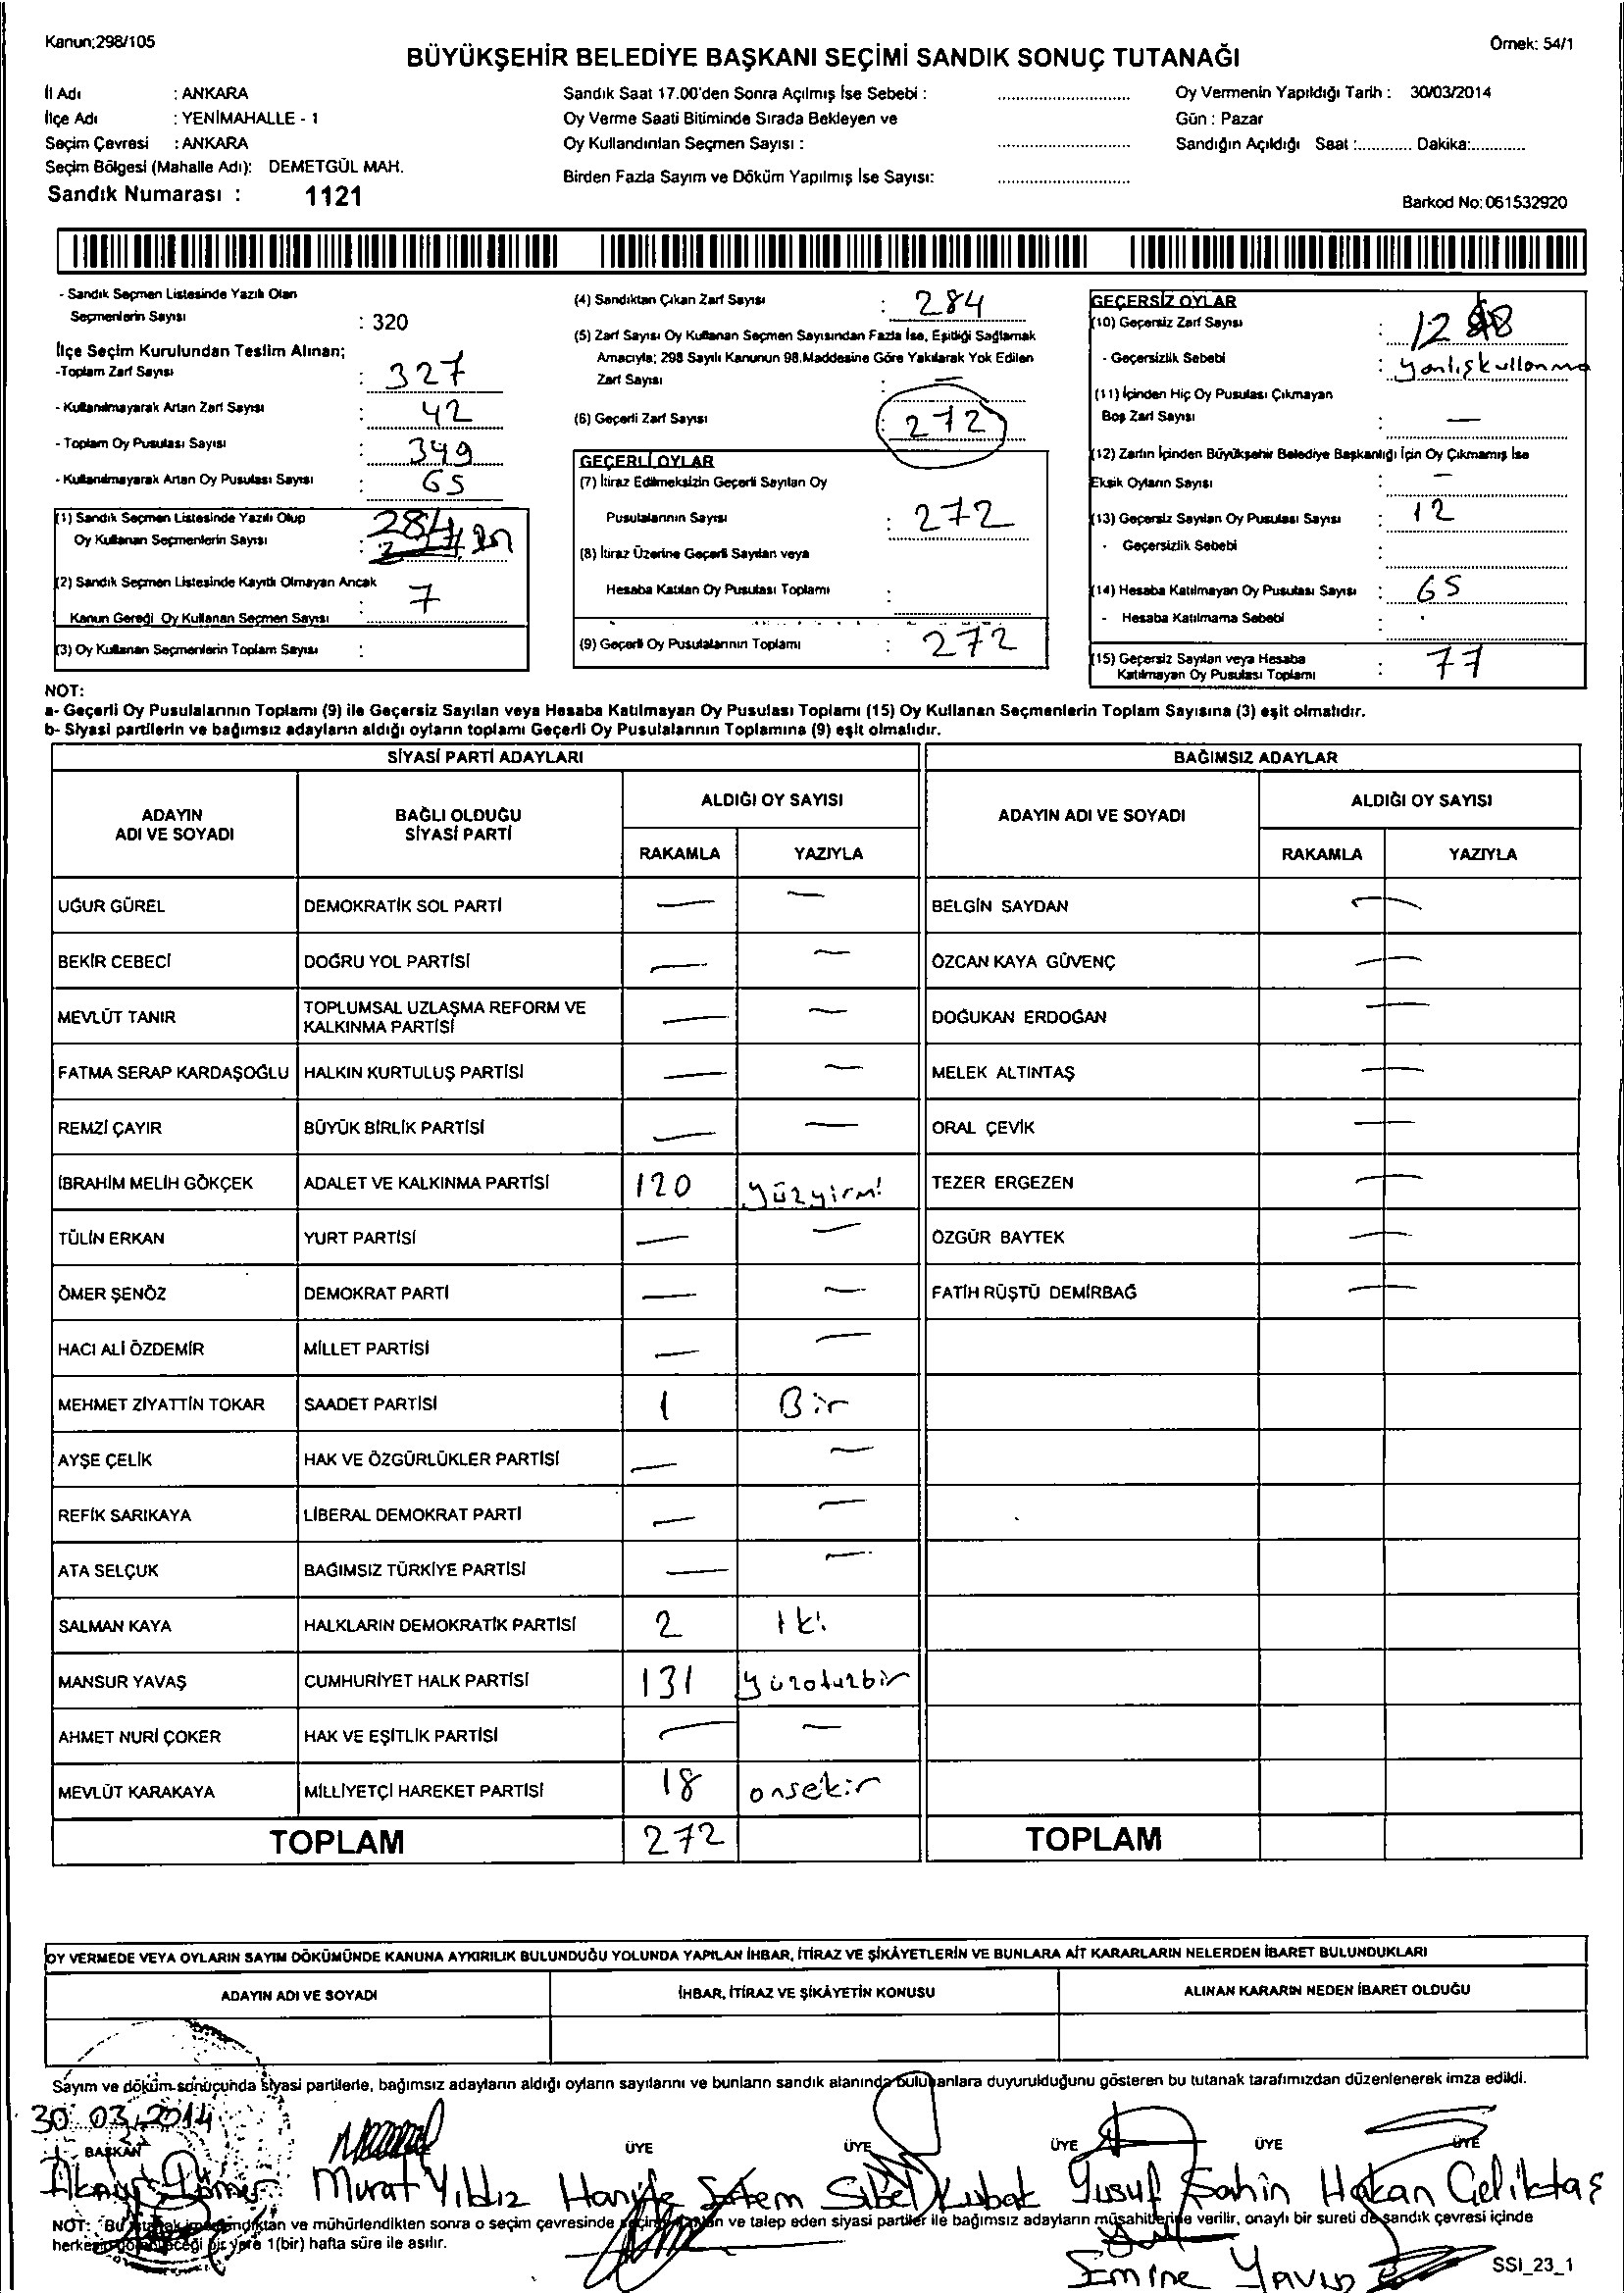 Kanun;298/105
Örnek: 54/1
BÜYÜKŞEHİR BELEDİYE BAŞKANI SEÇİMİ SANDIK SONUÇ TUTANAĞI
İl Adı : ANKARA
İlçe Adı : YENİMAHALLE - 1
Seçim Çevresi : ANKARA
Seçim Bölgesi (Mahalle Adı): DEMETGÜL MAH.
Sandık Numarası : 1121
Sandık Saat 17.00'den Sonra Açılmış İse Sebebi :
Oy Verme Saati Bitiminde Sırada Bekleyen ve
Oy Kullandırılan Seçmen Sayısı :
Birden Fazla Sayım ve Döküm Yapılmış İse Sayısı:
Oy Vermenin Yapıldığı Tarih : 30/03/2014
Gün : Pazar
Sandığın Açıldığı Saat :............ Dakika:............
Barkod No:061532920
- Sandık Seçmen Listesinde Yazılı Olan
Seçmenlerin Sayısı : 320
İlçe Seçim Kurulundan Teslim Alınan;
-Toplam Zarf Sayısı : 327
- Kullanılmayarak Artan Zarf Sayısı : 42
- Toplam Oy Pusulası Sayısı : 349
- Kullanılmayarak Artan Oy Pusulası Sayısı : 65
(1) Sandık Seçmen Listesinde Yazılı Olup
Oy Kullanan Seçmenlerin Sayısı : 284
(2) Sandık Seçmen Listesinde Kayıtlı Olmayan Ancak
Kanun Gereği Oy Kullanan Seçmen Sayısı : 7
(3) Oy Kullanan Seçmenlerin Toplam Sayısı :
(4) Sandıktan Çıkan Zarf Sayısı : 284
(5) Zarf Sayısı Oy Kullanan Seçmen Sayısından Fazla İse, Eşitliği Sağlamak
Amacıyla; 298 Sayılı Kanunun 98.Maddesine Göre Yakılarak Yok Edilen
Zarf Sayısı : —
(6) Geçerli Zarf Sayısı : 272
GEÇERLİ OYLAR
(7) İtiraz Edilmeksizin Geçerli Sayılan Oy
Pusulalarının Sayısı : 272
(8) İtiraz Üzerine Geçerli Sayılan veya
Hesaba Katılan Oy Pusulası Toplamı :
(9) Geçerli Oy Pusulalarının Toplamı : 272
GEÇERSİZ OYLAR
(10) Geçersiz Zarf Sayısı : 12
- Geçersizlik Sebebi : yanlışkullanma
(11) İçinden Hiç Oy Pusulası Çıkmayan
Boş Zarf Sayısı : —
(12) Zarfın İçinden Büyükşehir Belediye Başkanlığı İçin Oy Çıkmamış İse
Eksik Oyların Sayısı : –
(13) Geçersiz Sayılan Oy Pusulası Sayısı : 12
- Geçersizlik Sebebi :
(14) Hesaba Katılmayan Oy Pusulası Sayısı : 65
- Hesaba Katılmama Sebebi :
(15) Geçersiz Sayılan veya Hesaba
Katılmayan Oy Pusulası Toplamı : 77
NOT:
a- Geçerli Oy Pusulalarının Toplamı (9) ile Geçersiz Sayılan veya Hesaba Katılmayan Oy Pusulası Toplamı (15) Oy Kullanan Seçmenlerin Toplam Sayısına (3) eşit olmalıdır.
b- Siyasi partilerin ve bağımsız adayların aldığı oyların toplamı Geçerli Oy Pusulalarının Toplamına (9) eşit olmalıdır.
SİYASİ PARTİ ADAYLARI
ADAYIN ADI VE SOYADI
BAĞLI OLDUĞU SİYASİ PARTİ
ALDIĞI OY SAYISI
RAKAMLA YAZIYLA
UĞUR GÜREL DEMOKRATİK SOL PARTİ — —
BEKİR CEBECİ DOĞRU YOL PARTİSİ — —
MEVLÜT TANIR TOPLUMSAL UZLAŞMA REFORM VE KALKINMA PARTİSİ — —
FATMA SERAP KARDAŞOĞLU HALKIN KURTULUŞ PARTİSİ — —
REMZİ ÇAYIR BÜYÜK BİRLİK PARTİSİ — —
İBRAHİM MELİH GÖKÇEK ADALET VE KALKINMA PARTİSİ 120 yüzyirmi
TÜLİN ERKAN YURT PARTİSİ — —
ÖMER ŞENÖZ DEMOKRAT PARTİ — —
HACI ALİ ÖZDEMİR MİLLET PARTİSİ — —
MEHMET ZİYATTİN TOKAR SAADET PARTİSİ 1 Bir
AYŞE ÇELİK HAK VE ÖZGÜRLÜKLER PARTİSİ — —
REFİK SARIKAYA LİBERAL DEMOKRAT PARTİ — —
ATA SELÇUK BAĞIMSIZ TÜRKİYE PARTİSİ — —
SALMAN KAYA HALKLARIN DEMOKRATİK PARTİSİ 2 iki
MANSUR YAVAŞ CUMHURİYET HALK PARTİSİ 131 yüzotuzbir
AHMET NURİ ÇOKER HAK VE EŞİTLİK PARTİSİ — —
MEVLÜT KARAKAYA MİLLİYETÇİ HAREKET PARTİSİ 18 onsekiz
TOPLAM 272
BAĞIMSIZ ADAYLAR
ADAYIN ADI VE SOYADI
ALDIĞI OY SAYISI
RAKAMLA YAZIYLA
BELGİN SAYDAN —
ÖZCAN KAYA GÜVENÇ —
DOĞUKAN ERDOĞAN —
MELEK ALTINTAŞ —
ORAL ÇEVİK —
TEZER ERGEZEN —
ÖZGÜR BAYTEK —
FATİH RÜŞTÜ DEMİRBAĞ —
TOPLAM
OY VERMEDE VEYA OYLARIN SAYIM DÖKÜMÜNDE KANUNA AYKIRILIK BULUNDUĞU YOLUNDA YAPILAN İHBAR, İTİRAZ VE ŞİKÂYETLERİN VE BUNLARA AİT KARARLARIN NELERDEN İBARET BULUNDUKLARI
ADAYIN ADI VE SOYADI
İHBAR, İTİRAZ VE ŞİKÂYETİN KONUSU
ALINAN KARARIN NEDEN İBARET OLDUĞU
Sayım ve döküm sonucunda siyasi partilerle, bağımsız adayların aldığı oyların sayılarını ve bunların sandık alanında bulunanlara duyurulduğunu gösteren bu tutanak tarafımızdan düzenlenerek imza edildi.
30.03.2014
BAŞKAN ÜYE ÜYE ÜYE ÜYE ÜYE
Murat Yıldız Sibel Yusuf Şahin Hakan Çeliktaş
NOT: Bu ve mühürlendikten sonra o seçim çevresinde ve talep eden siyasi partiler ile bağımsız adayların müşahitlerine verilir, onaylı bir sureti de sandık çevresi içinde
herkesin göreceği bir yere 1(bir) hafta süre ile asılır.
Emine Yavuz
SSI_23_1